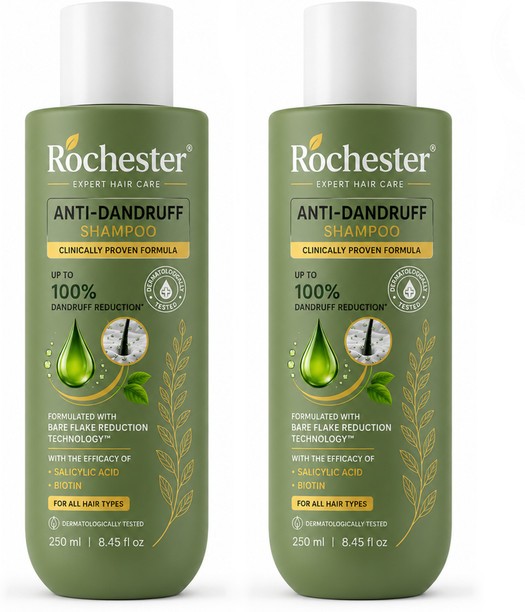 Rochester®
EXPERT HAIR CARE
ANTI-DANDRUFF
SHAMPOO
CLINICALLY PROVEN FORMULA
UP TO
100%
DANDRUFF REDUCTION*
DERMATOLOGICALLY
TESTED
FORMULATED WITH
BARE FLAKE REDUCTION
TECHNOLOGY™
WITH THE EFFICACY OF
• SALICYLIC ACID
• BIOTIN
FOR ALL HAIR TYPES
DERMATOLOGICALLY TESTED
250 ml | 8.45 fl oz
Rochester®
EXPERT HAIR CARE
ANTI-DANDRUFF
SHAMPOO
CLINICALLY PROVEN FORMULA
UP TO
100%
DANDRUFF REDUCTION*
DERMATOLOGICALLY
TESTED
FORMULATED WITH
BARE FLAKE REDUCTION
TECHNOLOGY™
WITH THE EFFICACY OF
• SALICYLIC ACID
• BIOTIN
FOR ALL HAIR TYPES
DERMATOLOGICALLY TESTED
250 ml | 8.45 fl oz